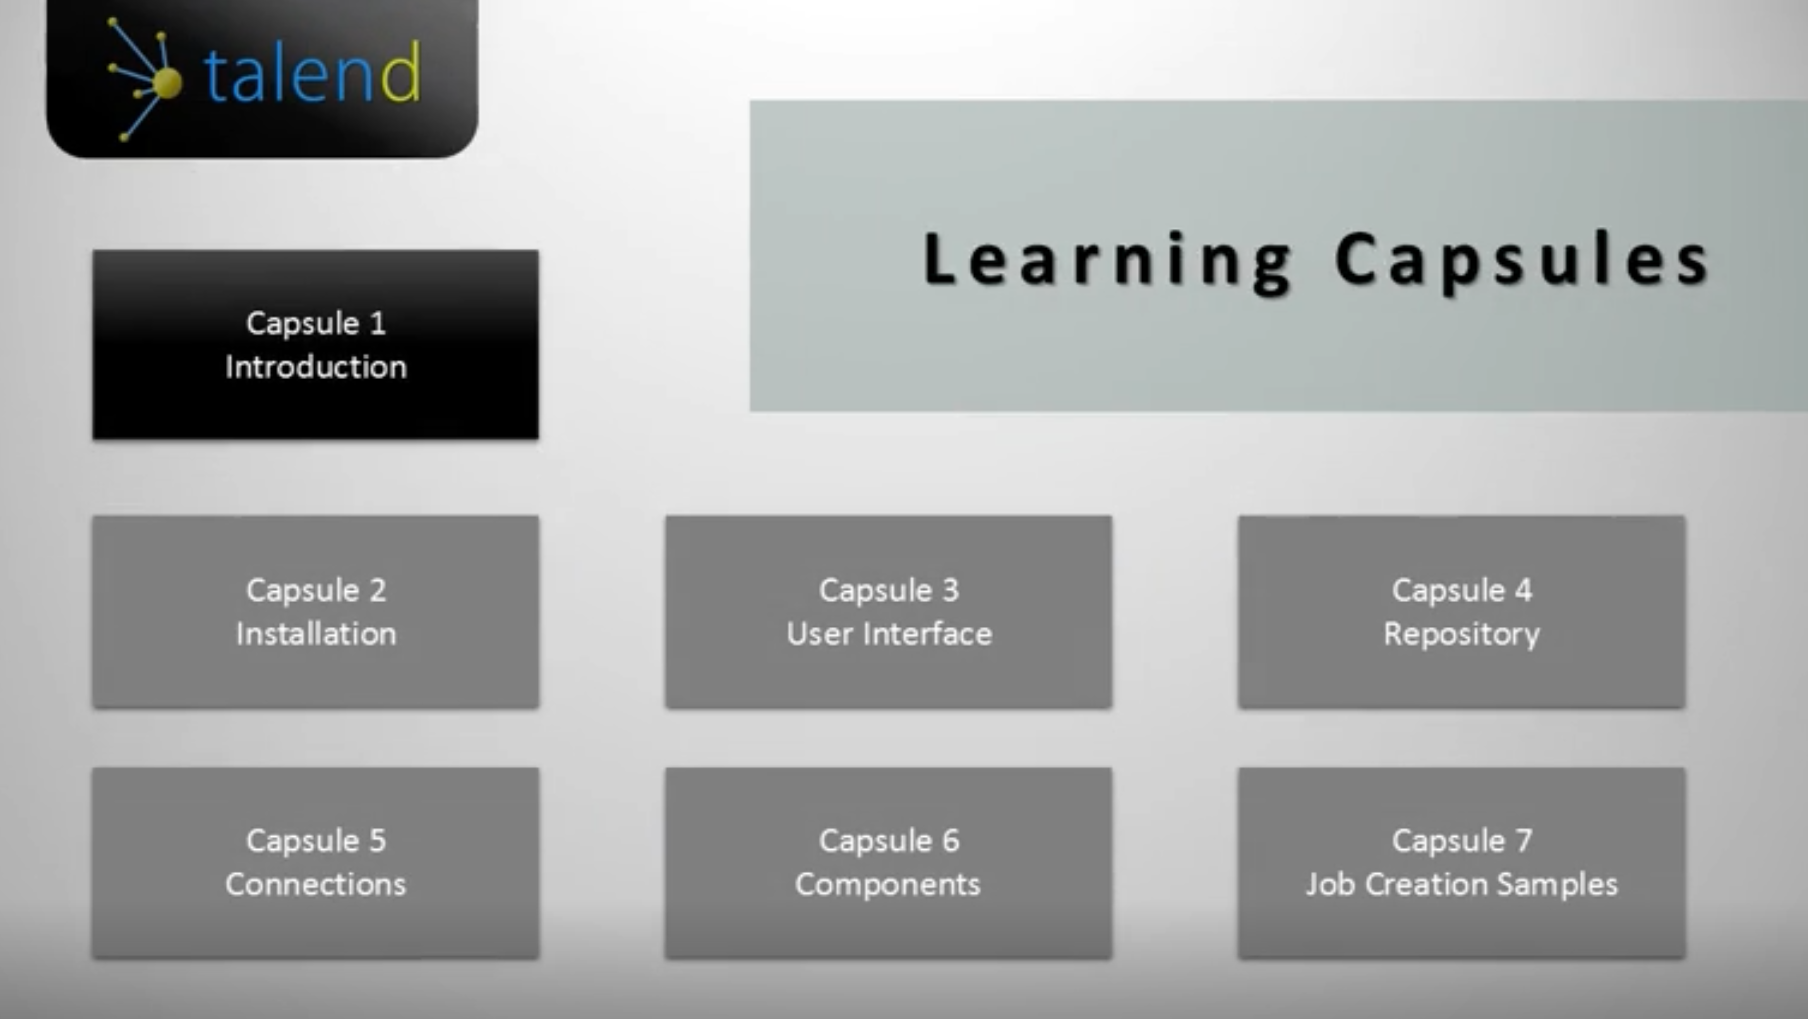 talend
Learning Capsules
Capsule 1
Introduction
Capsule 2
Installation
Capsule 3
User Interface
Capsule 4
Repository
Capsule 5
Connections
Capsule 6
Components
Capsule 7
Job Creation Samples